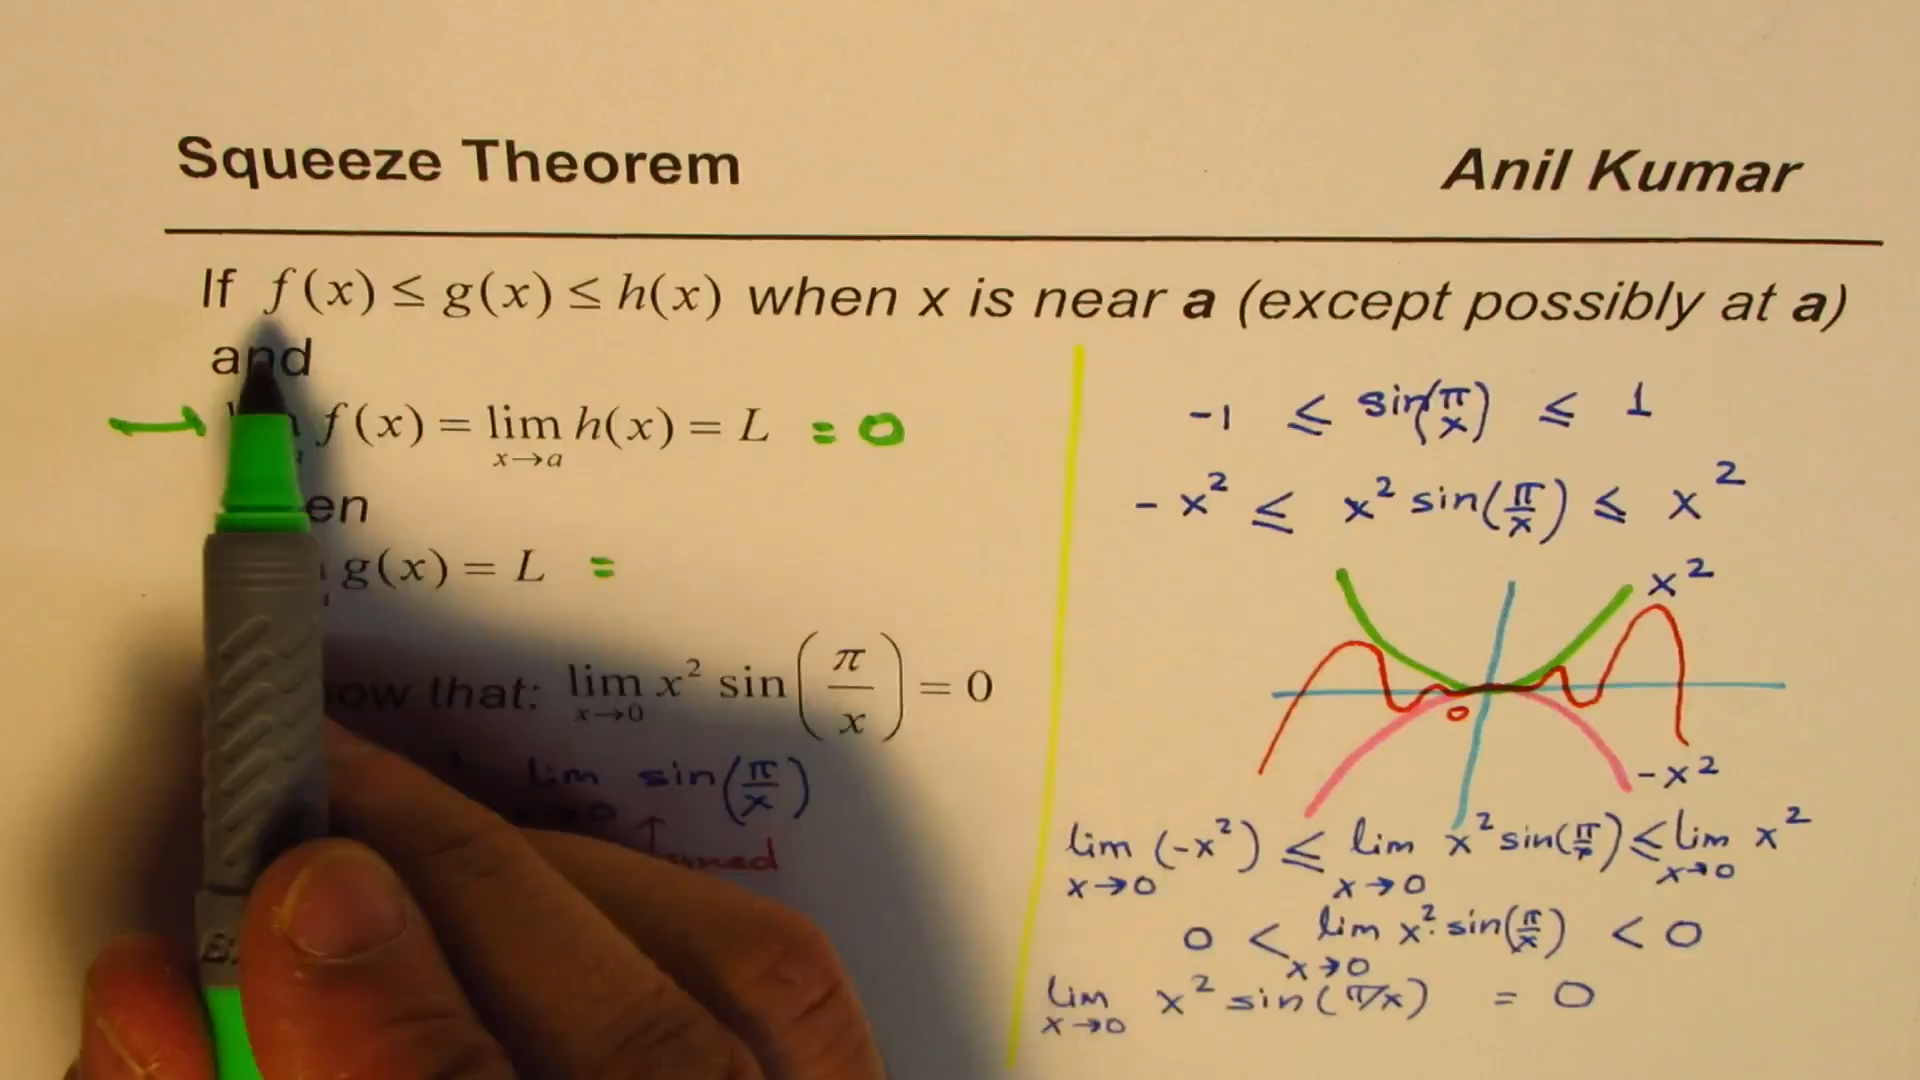 Squeeze Theorem Anil Kumar
If f(x) ≤ g(x) ≤ h(x) when x is near a (except possibly at a)
and
f(x) = lim x→a h(x) = L = 0
en
g(x) = L =
ow that: lim x→0 x² sin(π/x) = 0
lim sin(π/x)
→0
-1 ≤ sin(π/x) ≤ 1
-x² ≤ x² sin(π/x) ≤ x²
x²
0
-x²
lim x→0 (-x²) ≤ lim x→0 x² sin(π/x) ≤ lim x→0 x²
0 < lim x→0 x² sin(π/x) < 0
lim x→0 x² sin(π/x) = 0